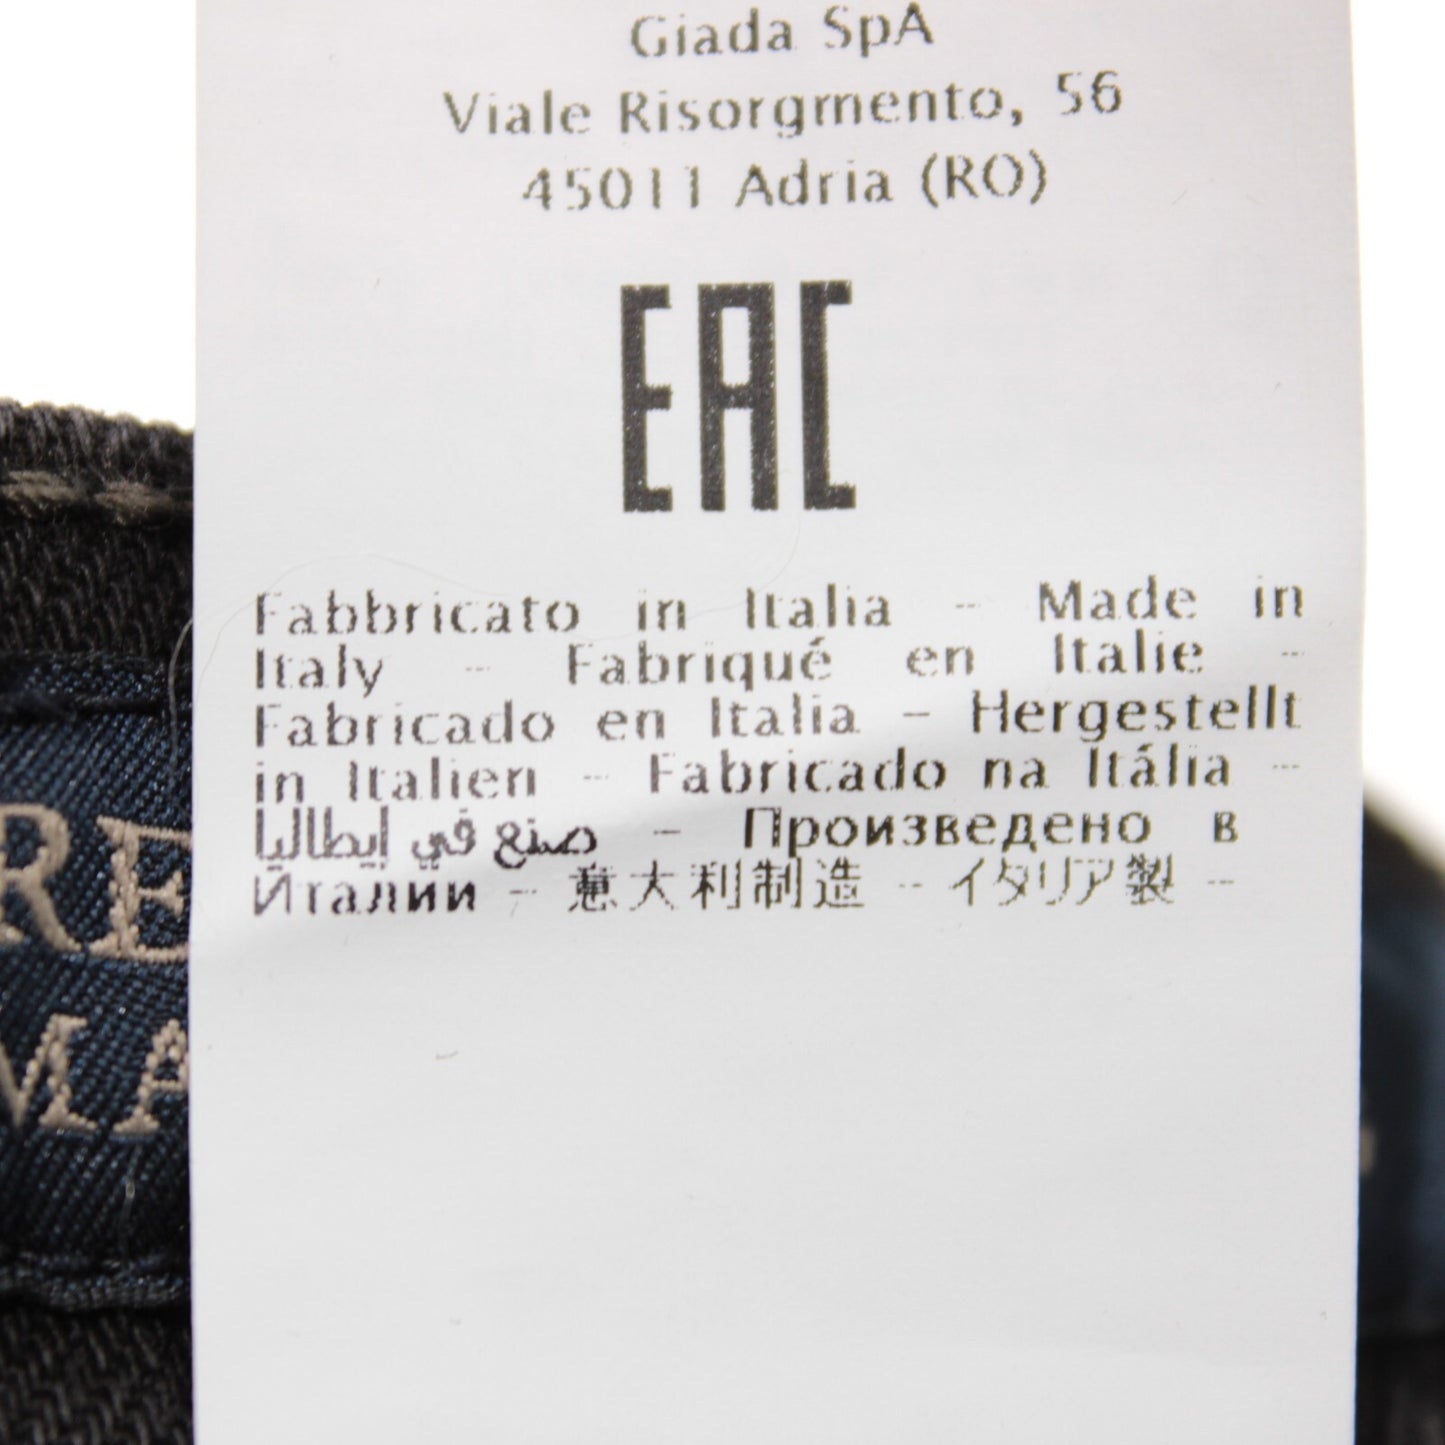 Giada SpA
Viale Risorgmento, 56
45011 Adria (RO)
EAC
Fabbricato in Italia - Made in
Italy - Fabriqué en Italie -
Fabricado en Italia - Hergestellt
in Italien - Fabricado na Itália -
صنع في إيطاليا - Произведено в
Италии - 意大利制造 - イタリア製 -
RE
MA